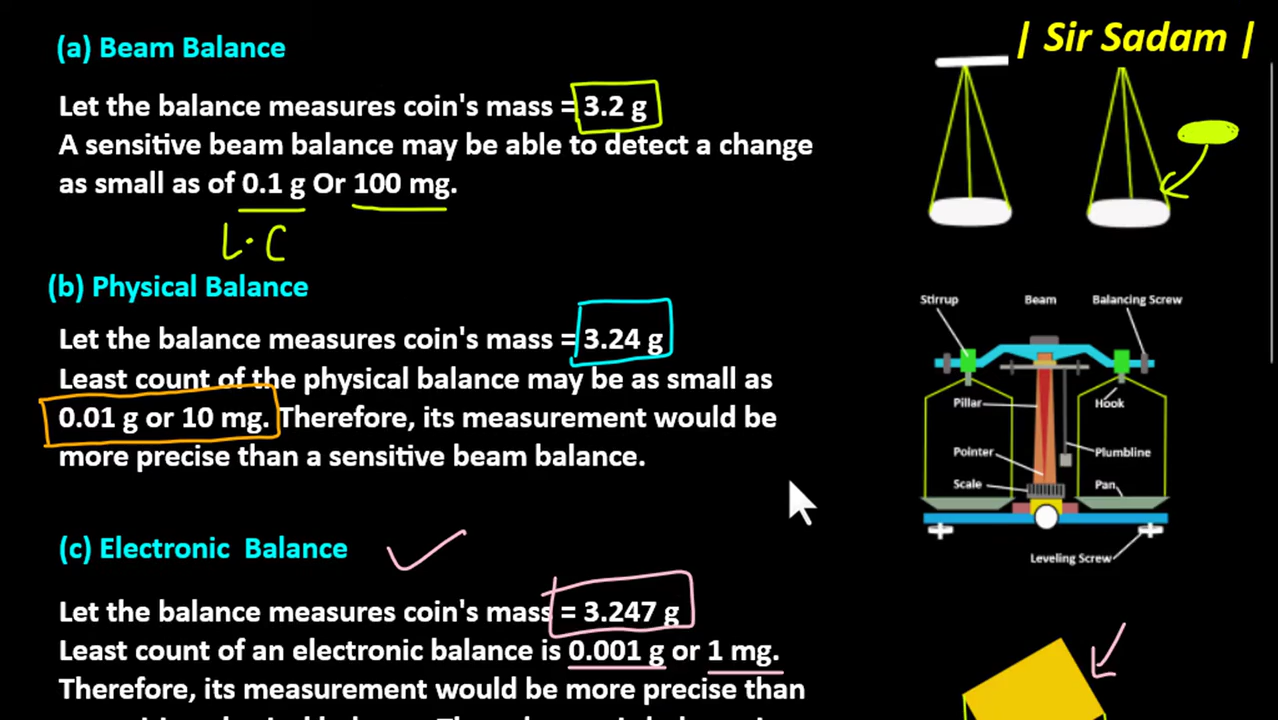 | Sir Sadam |
(a) Beam Balance
Let the balance measures coin's mass = 3.2 g
A sensitive beam balance may be able to detect a change
as small as of 0.1 g Or 100 mg.
L·C
(b) Physical Balance
Let the balance measures coin's mass = 3.24 g
Least count of the physical balance may be as small as
0.01 g or 10 mg. Therefore, its measurement would be
more precise than a sensitive beam balance.
Stirrup
Beam
Balancing Screw
Pillar
Hook
Pointer
Plumbline
Scale
Pan
Leveling Screw
(c) Electronic Balance
Let the balance measures coin's mass = 3.247 g
Least count of an electronic balance is 0.001 g or 1 mg.
Therefore, its measurement would be more precise than